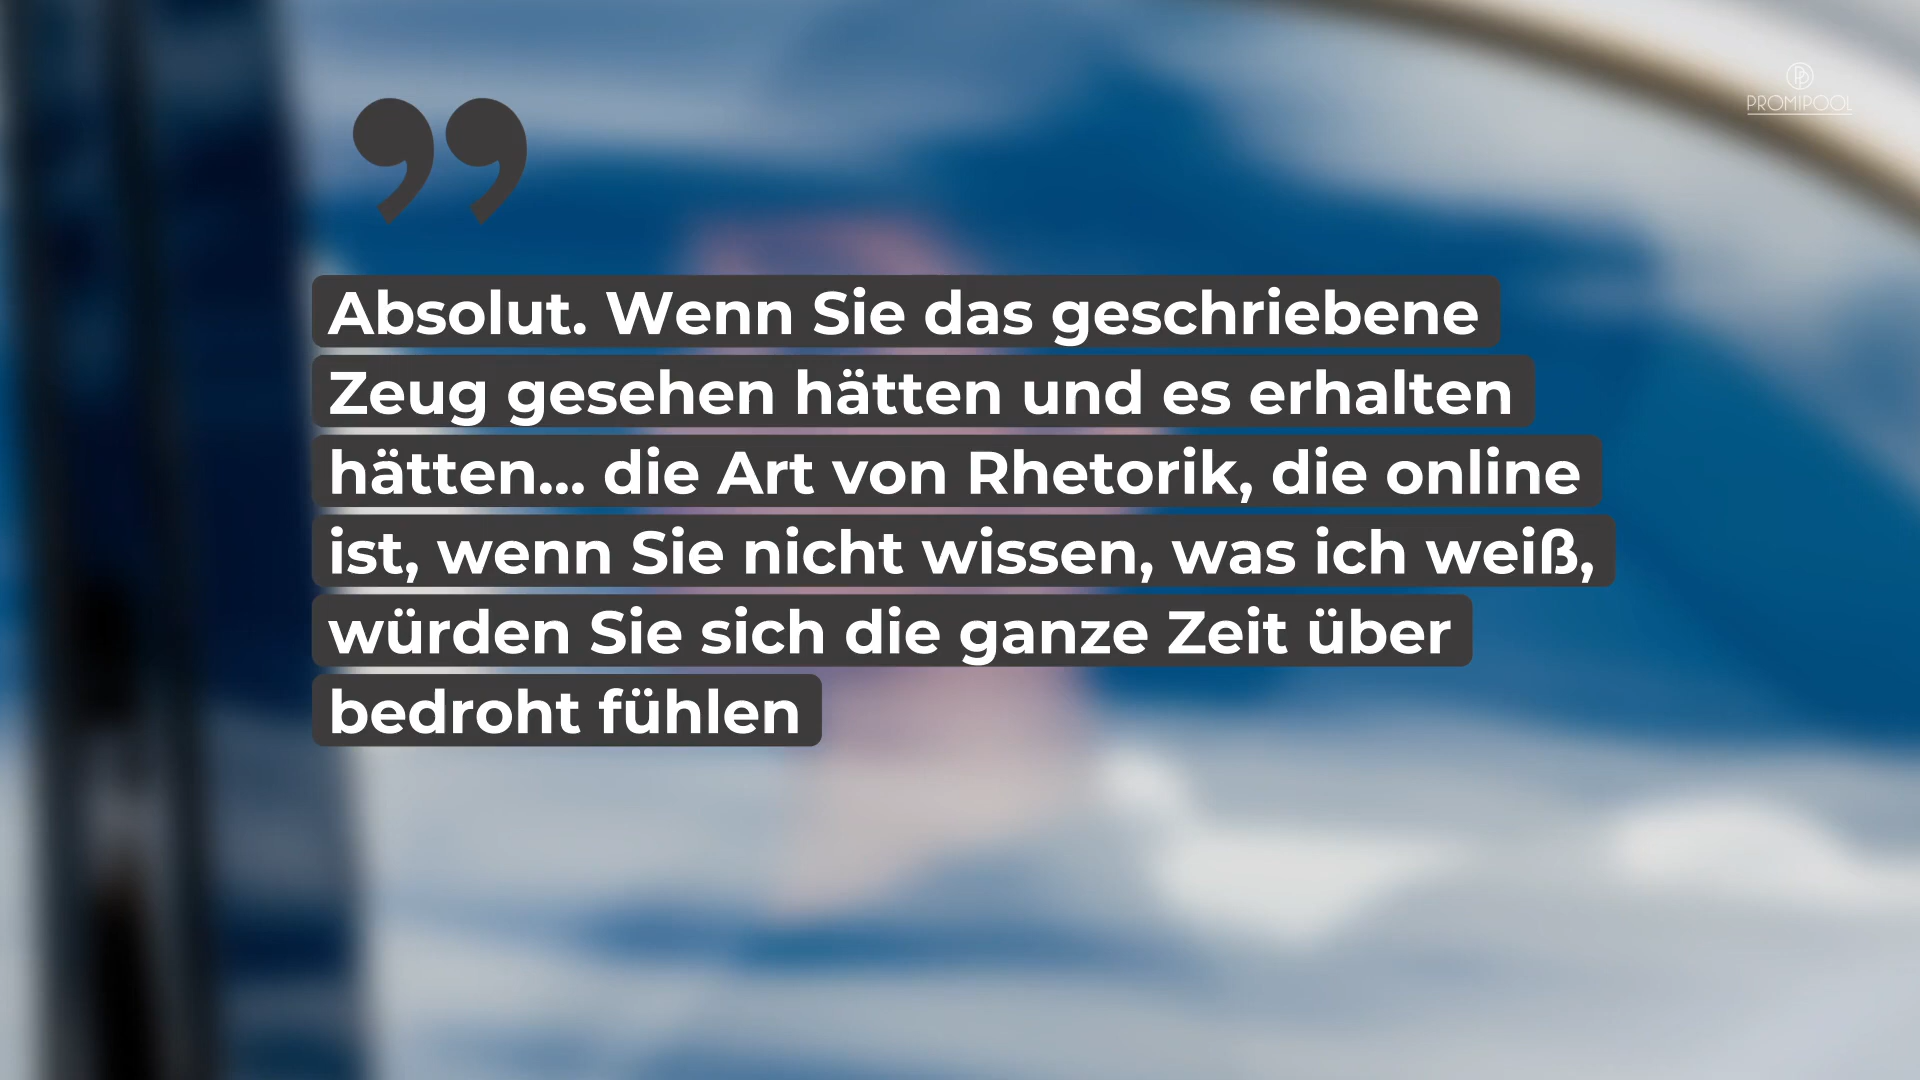 PROMIPOOL
”
Absolut. Wenn Sie das geschriebene
Zeug gesehen hätten und es erhalten
hätten... die Art von Rhetorik, die online
ist, wenn Sie nicht wissen, was ich weiß,
würden Sie sich die ganze Zeit über
bedroht fühlen